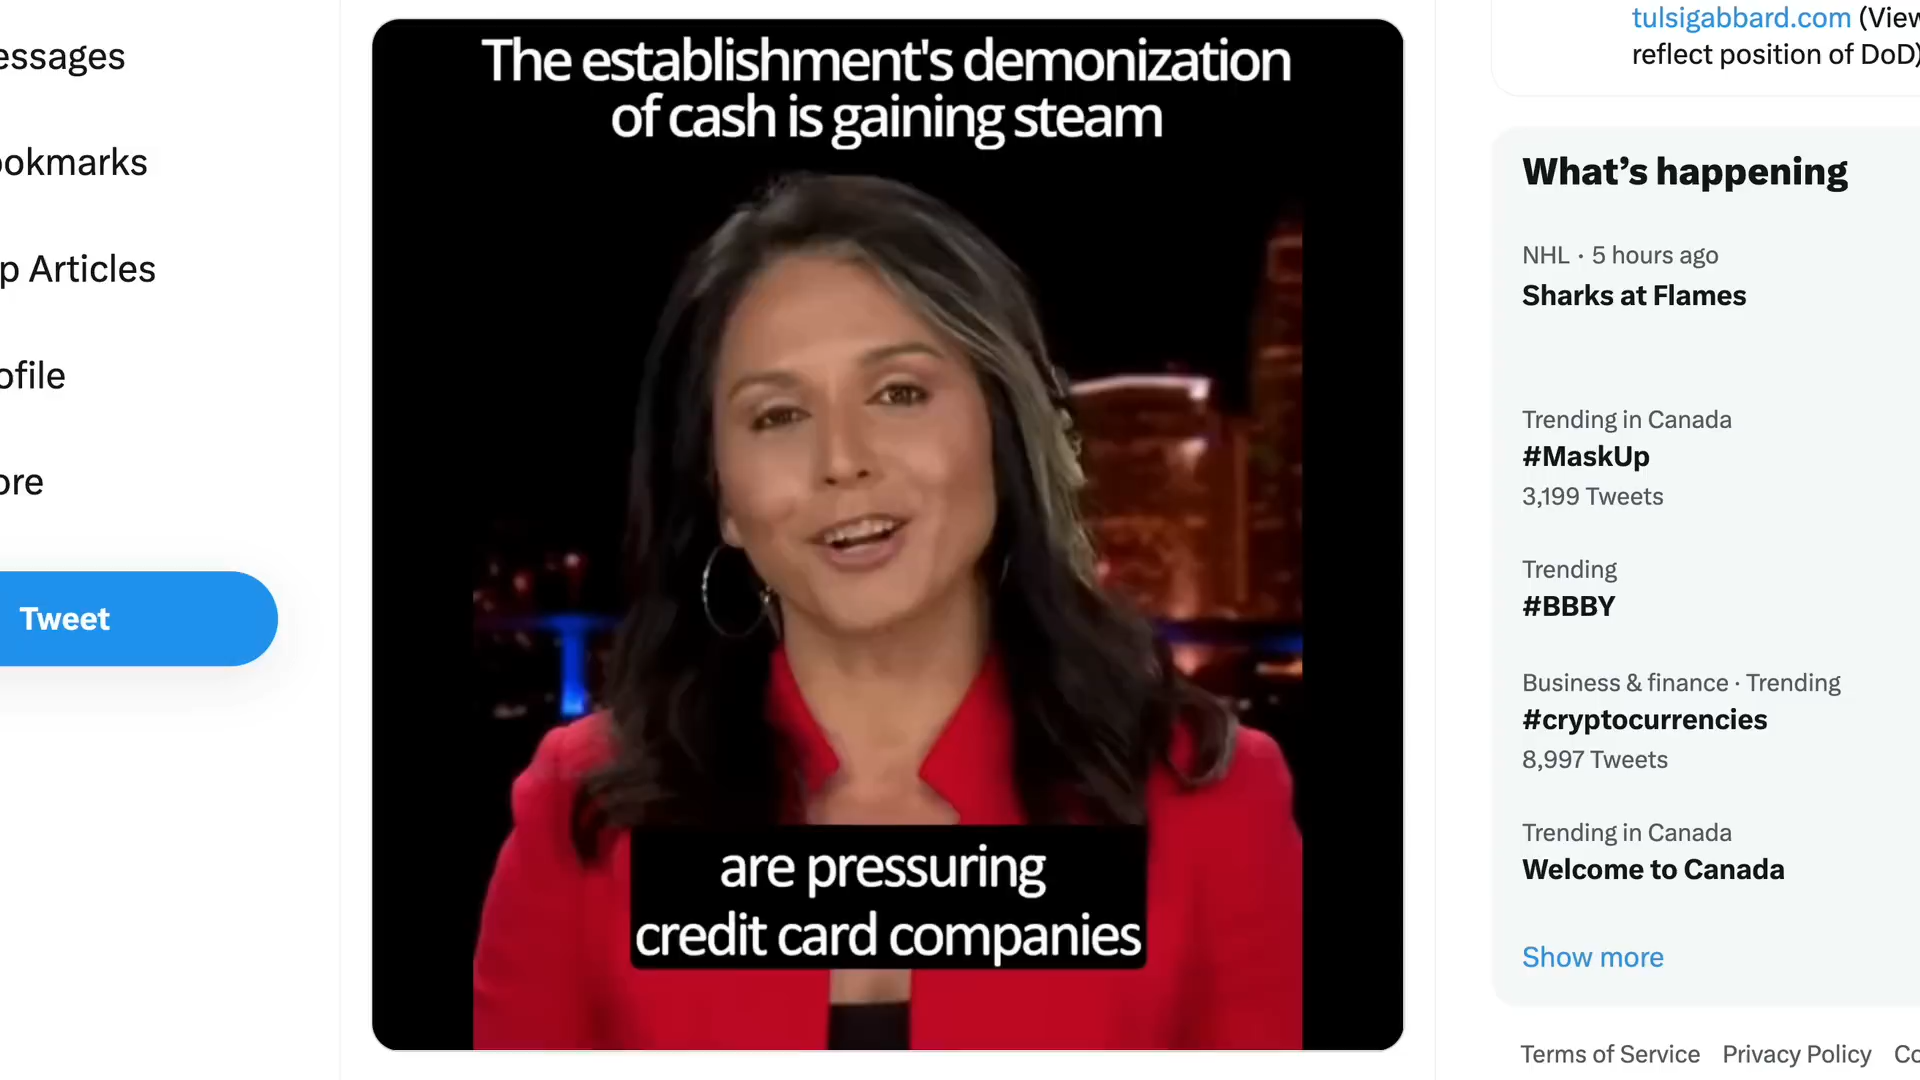 essages
ookmarks
p Articles
ofile
ore
Tweet
The establishment's demonization
of cash is gaining steam
are pressuring
credit card companies
tulsigabbard.com (View
reflect position of DoD)
What's happening
NHL · 5 hours ago
Sharks at Flames
Trending in Canada
#MaskUp
3,199 Tweets
Trending
#BBBY
Business & finance · Trending
#cryptocurrencies
8,997 Tweets
Trending in Canada
Welcome to Canada
Show more
Terms of Service Privacy Policy Co